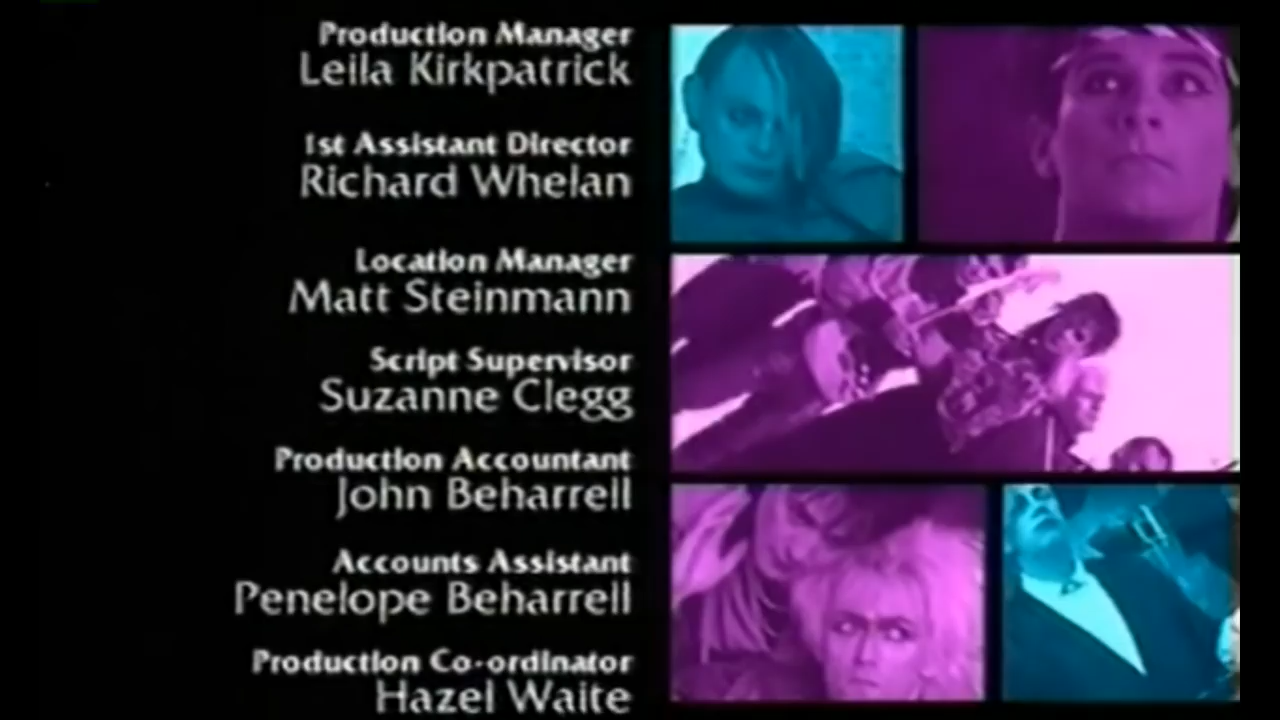 Production Manager
Leila Kirkpatrick
1st Assistant Director
Richard Whelan
Location Manager
Matt Steinmann
Script Supervisor
Suzanne Clegg
Production Accountant
John Beharrell
Accounts Assistant
Penelope Beharrell
Production Co-ordinator
Hazel Waite